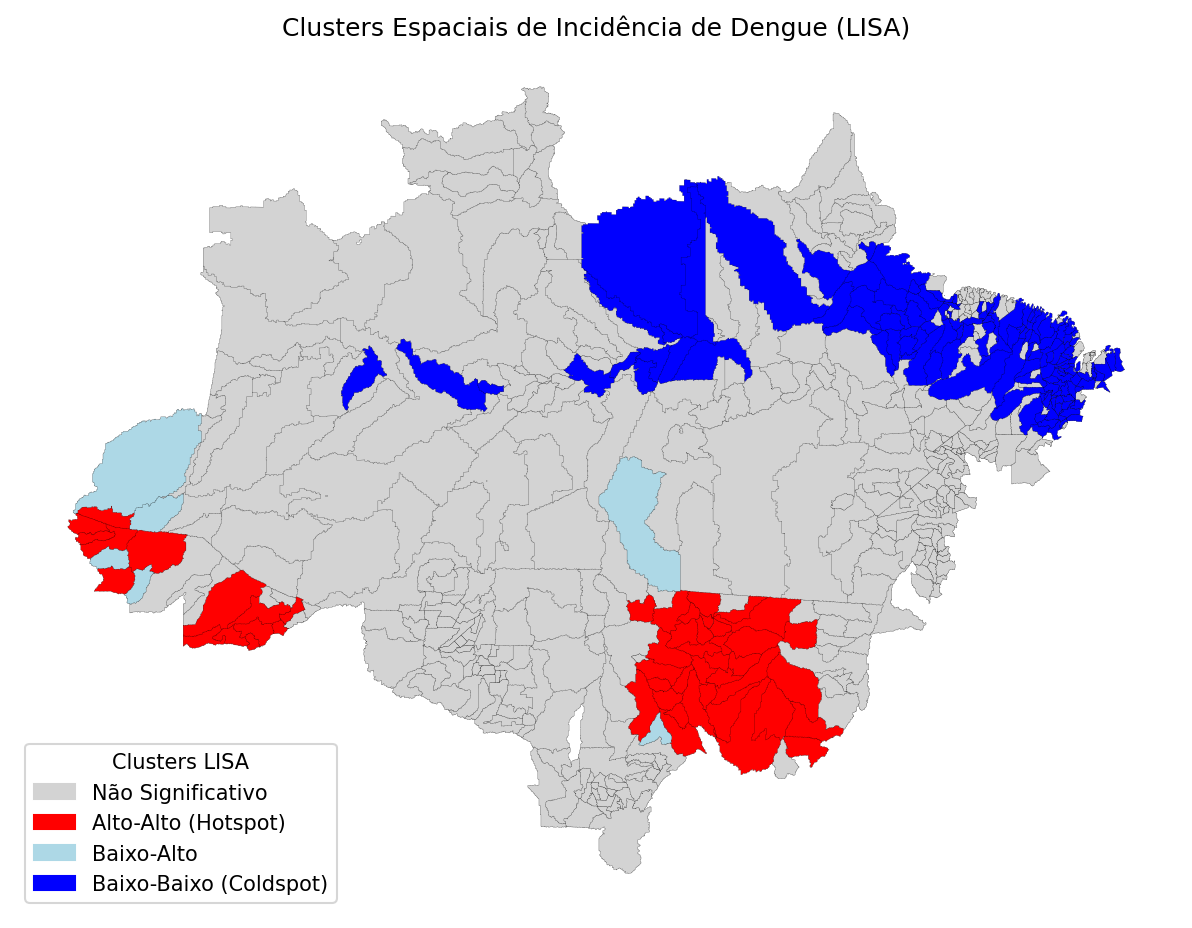 Clusters Espaciais de Incidência de Dengue (LISA)
Clusters LISA
Não Significativo
Alto-Alto (Hotspot)
Baixo-Alto
Baixo-Baixo (Coldspot)